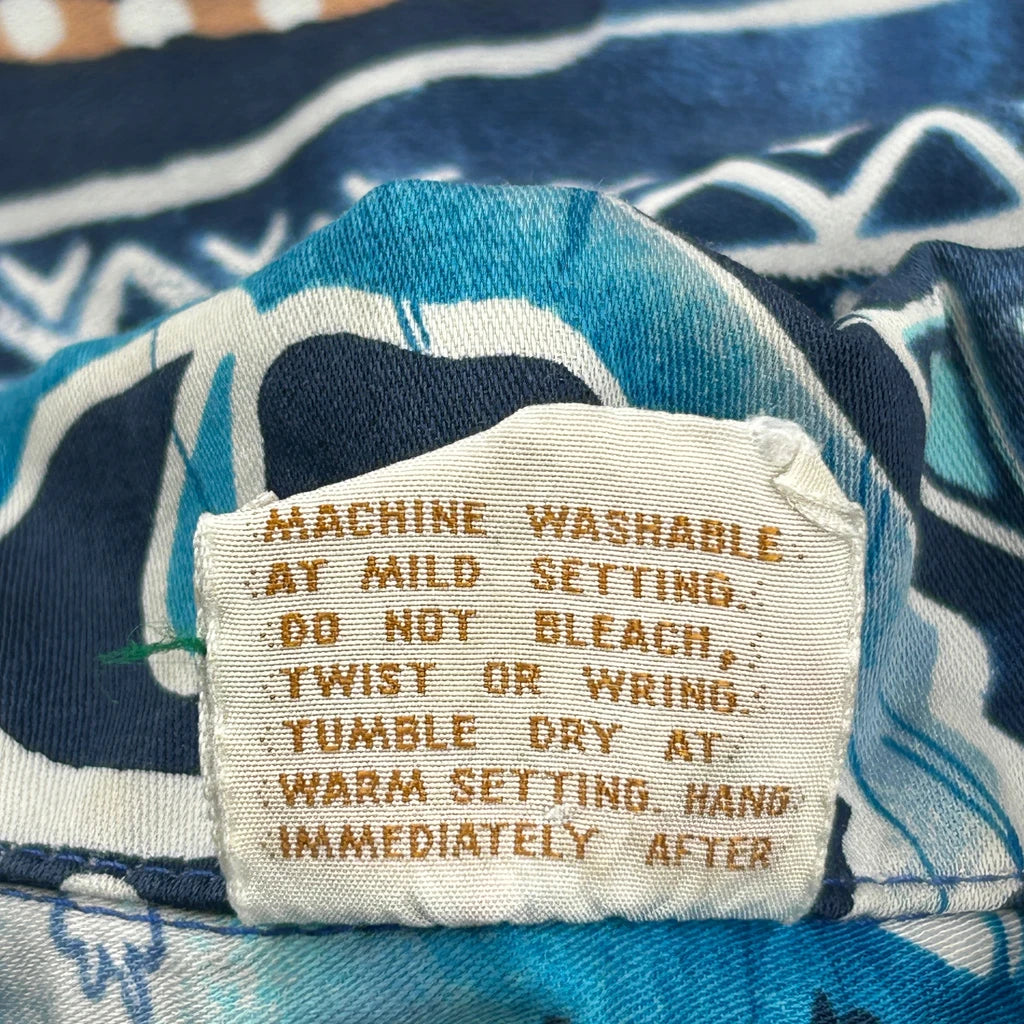 MACHINE WASHABLE
AT MILD SETTING.
DO NOT BLEACH,
TWIST OR WRING.
TUMBLE DRY AT
WARM SETTING. HANG
IMMEDIATELY AFTER